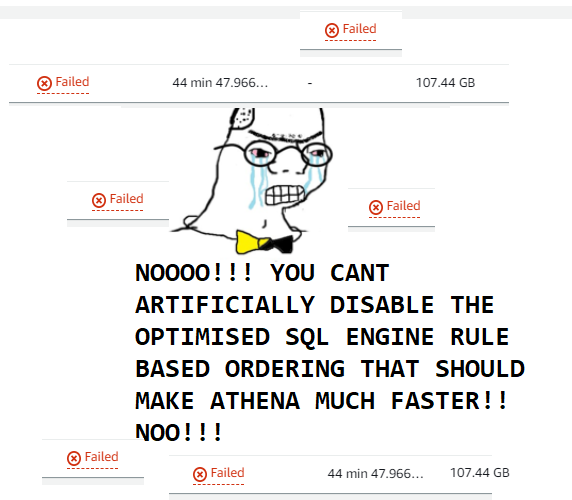 Failed
Failed 44 min 47.966... - 107.44 GB
Failed
Failed
NOOOO!!! YOU CANT
ARTIFICIALLY DISABLE THE
OPTIMISED SQL ENGINE RULE
BASED ORDERING THAT SHOULD
MAKE ATHENA MUCH FASTER!!
NOO!!!
Failed
Failed 44 min 47.966... 107.44 GB